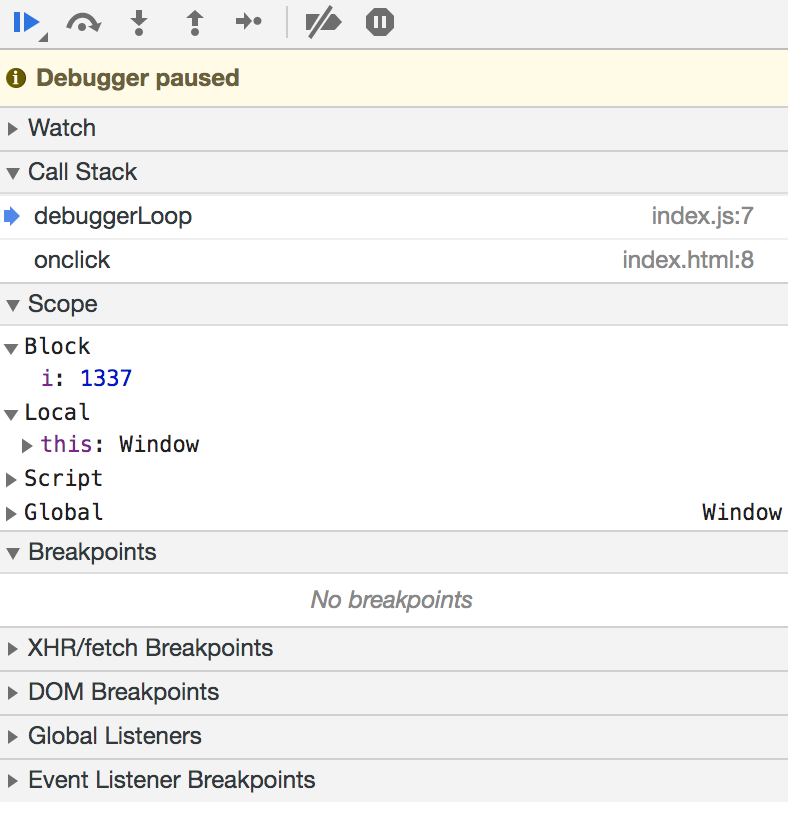 Debugger paused
Watch
Call Stack
debuggerLoop index.js:7
onclick index.html:8
Scope
Block
i: 1337
Local
this: Window
Script
Global Window
Breakpoints
No breakpoints
XHR/fetch Breakpoints
DOM Breakpoints
Global Listeners
Event Listener Breakpoints